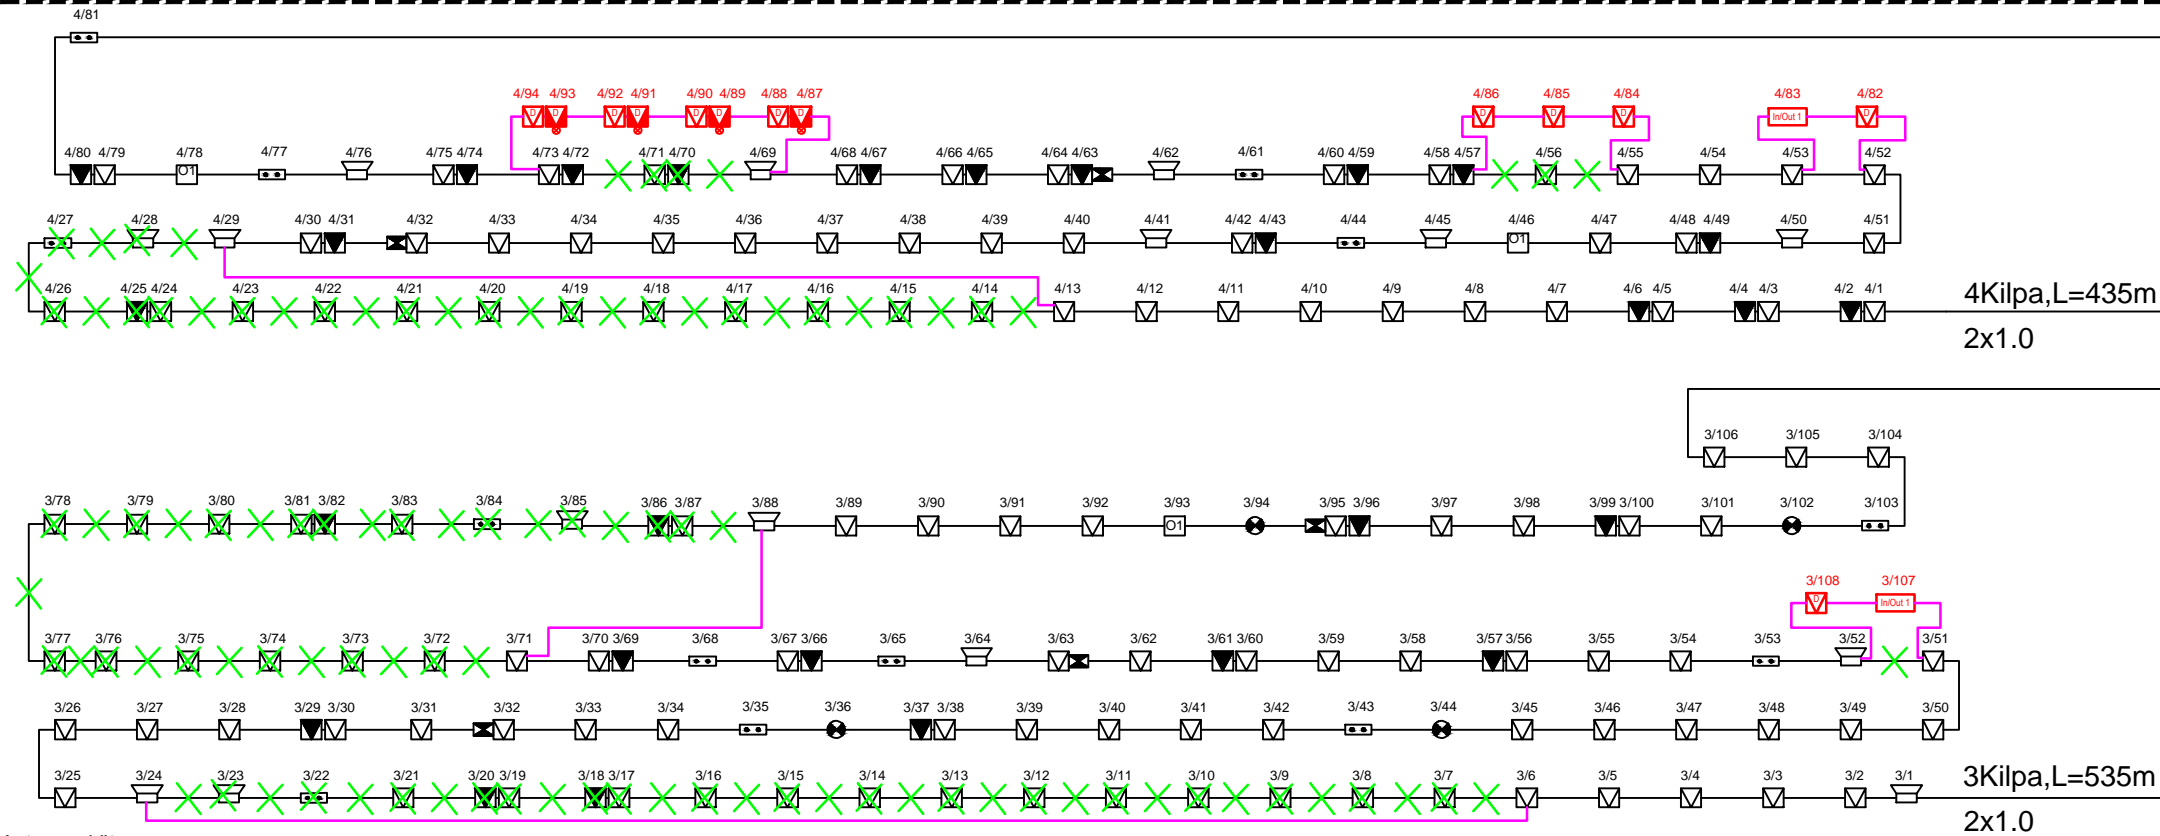 4/81
4/94 4/93 4/92 4/91 4/90 4/89 4/88 4/87 4/86 4/85 4/84 4/83 4/82
D D D D D D D D D D D In/Out 1 D
4/80 4/79 4/78 4/77 4/76 4/75 4/74 4/73 4/72 4/71 4/70 4/69 4/68 4/67 4/66 4/65 4/64 4/63 4/62 4/61 4/60 4/59 4/58 4/57 4/56 4/55 4/54 4/53 4/52
O1
4/27 4/28 4/29 4/30 4/31 4/32 4/33 4/34 4/35 4/36 4/37 4/38 4/39 4/40 4/41 4/42 4/43 4/44 4/45 4/46 4/47 4/48 4/49 4/50 4/51
O1
4/26 4/25 4/24 4/23 4/22 4/21 4/20 4/19 4/18 4/17 4/16 4/15 4/14 4/13 4/12 4/11 4/10 4/9 4/8 4/7 4/6 4/5 4/4 4/3 4/2 4/1
4Kilpa,L=435m
2x1.0
3/106 3/105 3/104
3/78 3/79 3/80 3/81 3/82 3/83 3/84 3/85 3/86 3/87 3/88 3/89 3/90 3/91 3/92 3/93 3/94 3/95 3/96 3/97 3/98 3/99 3/100 3/101 3/102 3/103
O1
3/108 3/107
D In/Out 1
3/77 3/76 3/75 3/74 3/73 3/72 3/71 3/70 3/69 3/68 3/67 3/66 3/65 3/64 3/63 3/62 3/61 3/60 3/59 3/58 3/57 3/56 3/55 3/54 3/53 3/52 3/51
3/26 3/27 3/28 3/29 3/30 3/31 3/32 3/33 3/34 3/35 3/36 3/37 3/38 3/39 3/40 3/41 3/42 3/43 3/44 3/45 3/46 3/47 3/48 3/49 3/50
3/25 3/24 3/23 3/22 3/21 3/20 3/19 3/18 3/17 3/16 3/15 3/14 3/13 3/12 3/11 3/10 3/9 3/8 3/7 3/6 3/5 3/4 3/3 3/2 3/1
3Kilpa,L=535m
2x1.0